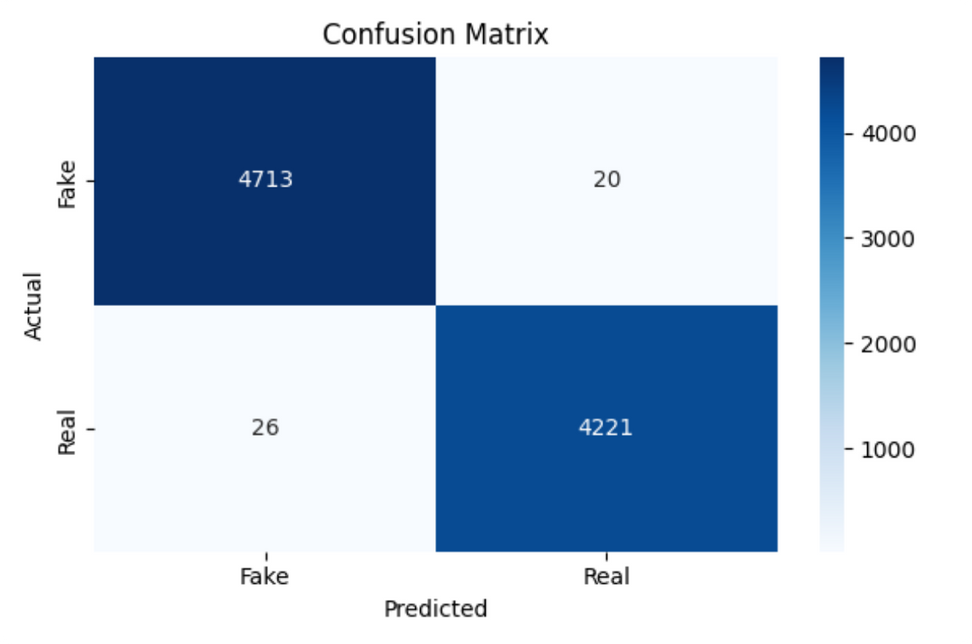 Confusion Matrix
Actual
Fake
4713
20
Real
26
4221
Fake
Real
Predicted
4000
3000
2000
1000